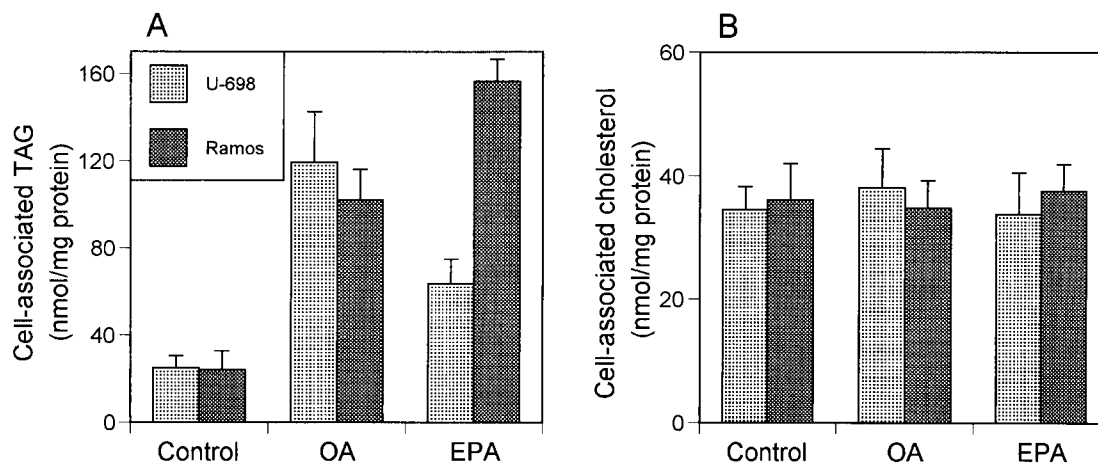 A
Cell-associated TAG
(nmol/mg protein)
160
120
80
40
0
U-698
Ramos
Control OA EPA
B
Cell-associated cholesterol
(nmol/mg protein)
60
40
20
0
Control OA EPA